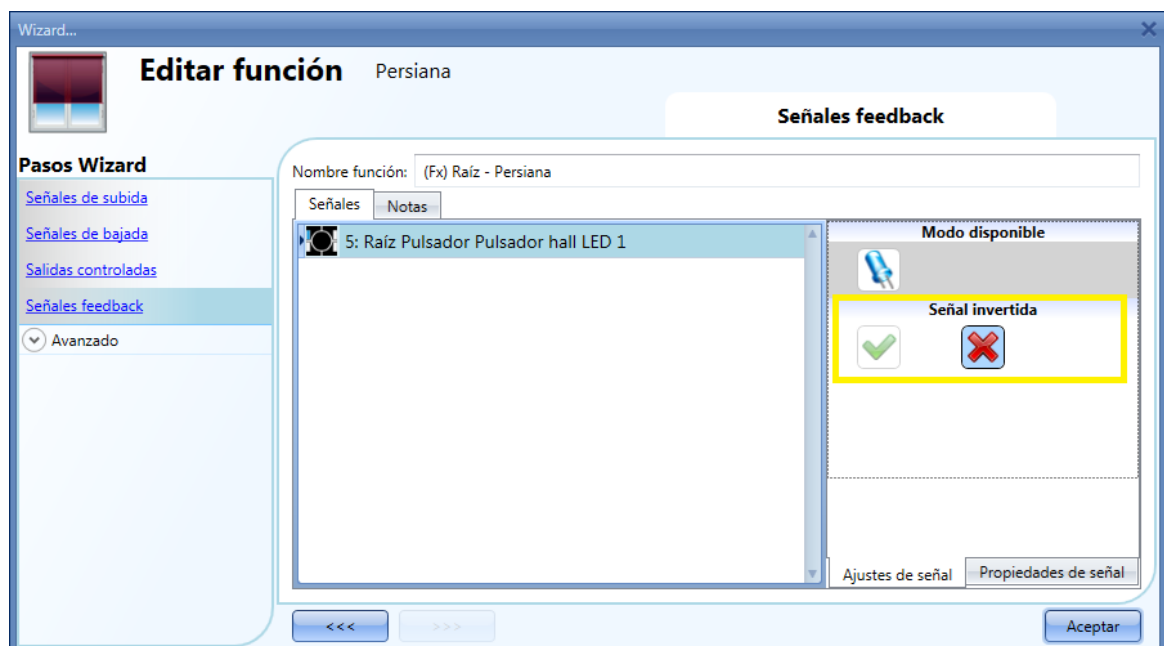 Wizard...
Editar función Persiana
Señales feedback
Pasos Wizard
Señales de subida
Señales de bajada
Salidas controladas
Señales feedback
Avanzado
Nombre función: (Fx) Raíz - Persiana
Señales Notas
5: Raíz Pulsador Pulsador hall LED 1
Modo disponible
Señal invertida
Ajustes de señal Propiedades de señal
<<< >>> Aceptar